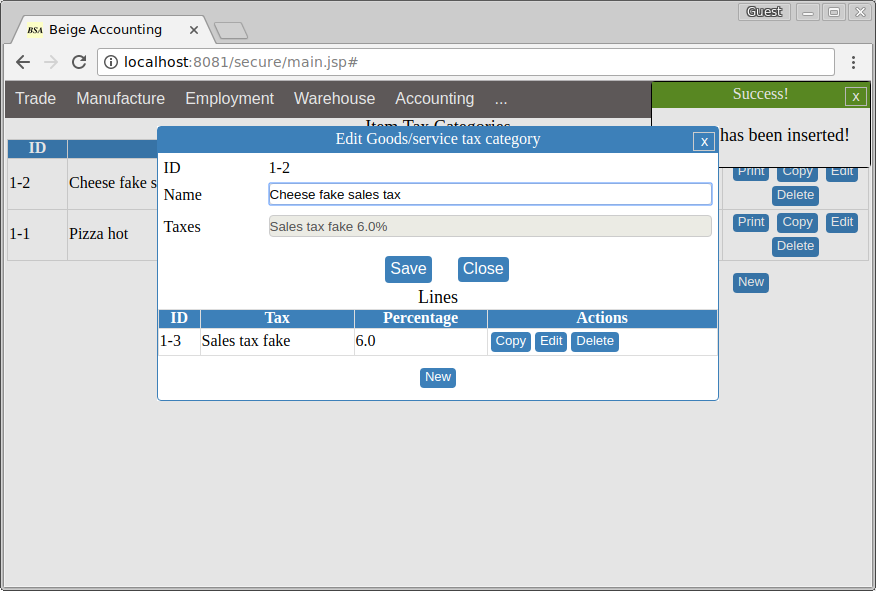 Guest
BSA Beige Accounting
localhost:8081/secure/main.jsp#
Trade Manufacture Employment Warehouse Accounting ...
Success! x
has been inserted!
Item Tax Categories
ID
1-2 Cheese fake s Print Copy Edit
Delete
1-1 Pizza hot Print Copy Edit
Delete
New
Edit Goods/service tax category x
ID 1-2
Name Cheese fake sales tax
Taxes Sales tax fake 6.0%
Save Close
Lines
ID Tax Percentage Actions
1-3 Sales tax fake 6.0 Copy Edit Delete
New